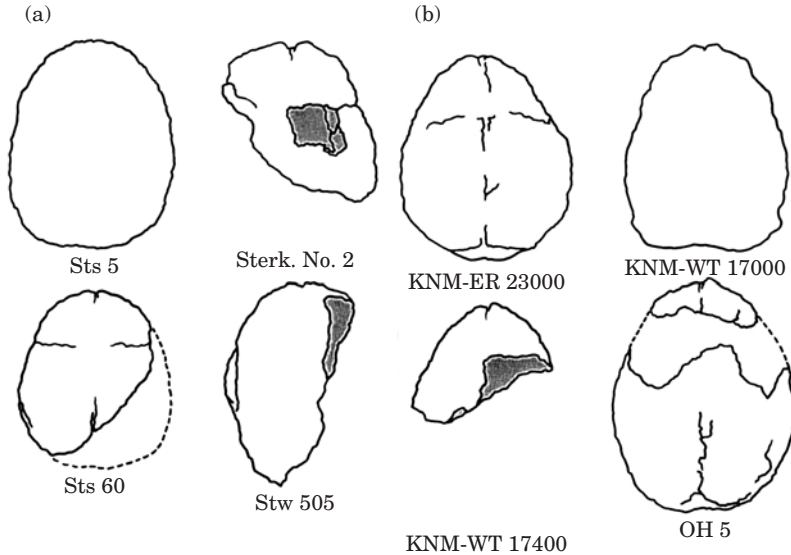 (a)
(b)
Sts 5
Sterk. No. 2
KNM-ER 23000
KNM-WT 17000
Sts 60
Stw 505
KNM-WT 17400
OH 5